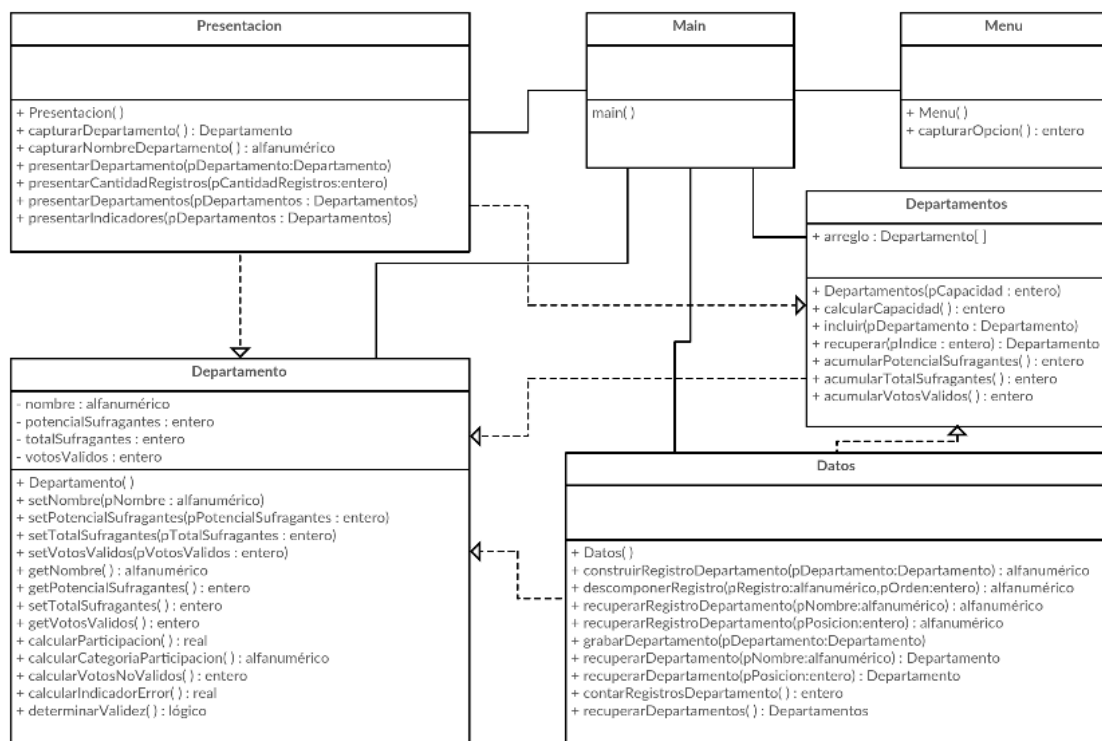 Presentacion
+ Presentacion( )
+ capturarDepartamento( ) : Departamento
+ capturarNombreDepartamento( ) : alfanumérico
+ presentarDepartamento(pDepartamento:Departamento)
+ presentarCantidadRegistros(pCantidadRegistros:entero)
+ presentarDepartamentos(pDepartamentos : Departamentos)
+ presentarIndicadores(pDepartamentos : Departamentos)
Main
main( )
Menu
+ Menu( )
+ capturarOpcion( ) : entero
Departamentos
+ arreglo : Departamento[ ]
+ Departamentos(pCapacidad : entero)
+ calcularCapacidad( ) : entero
+ incluir(pDepartamento : Departamento)
+ recuperar(pIndice : entero) : Departamento
+ acumularPotencialSufragantes( ) : entero
+ acumularTotalSufragantes( ) : entero
+ acumularVotosValidos( ) : entero
Departamento
- nombre : alfanumérico
- potencialSufragantes : entero
- totalSufragantes : entero
- votosValidos : entero
+ Departamento( )
+ setNombre(pNombre : alfanumérico)
+ setPotencialSufragantes(pPotencialSufragantes : entero)
+ setTotalSufragantes(pTotalSufragantes : entero)
+ setVotosValidos(pVotosValidos : entero)
+ getNombre( ) : alfanumérico
+ getPotencialSufragantes( ) : entero
+ setTotalSufragantes( ) : entero
+ getVotosValidos( ) : entero
+ calcularParticipacion( ) : real
+ calcularCategoriaParticipacion( ) : alfanumérico
+ calcularVotosNoValidos( ) : entero
+ calcularIndicadorError( ) : real
+ determinarValidez( ) : lógico
Datos
+ Datos( )
+ construirRegistroDepartamento(pDepartamento:Departamento) : alfanumérico
+ descomponerRegistro(pRegistro:alfanumérico,pOrden:entero) : alfanumérico
+ recuperarRegistroDepartamento(pNombre:alfanumérico) : alfanumérico
+ recuperarRegistroDepartamento(pPosicion:entero) : alfanumérico
+ grabarDepartamento(pDepartamento:Departamento)
+ recuperarDepartamento(pNombre:alfanumérico) : Departamento
+ recuperarDepartamento(pPosicion:entero) : Departamento
+ contarRegistrosDepartamento( ) : entero
+ recuperarDepartamentos( ) : Departamentos